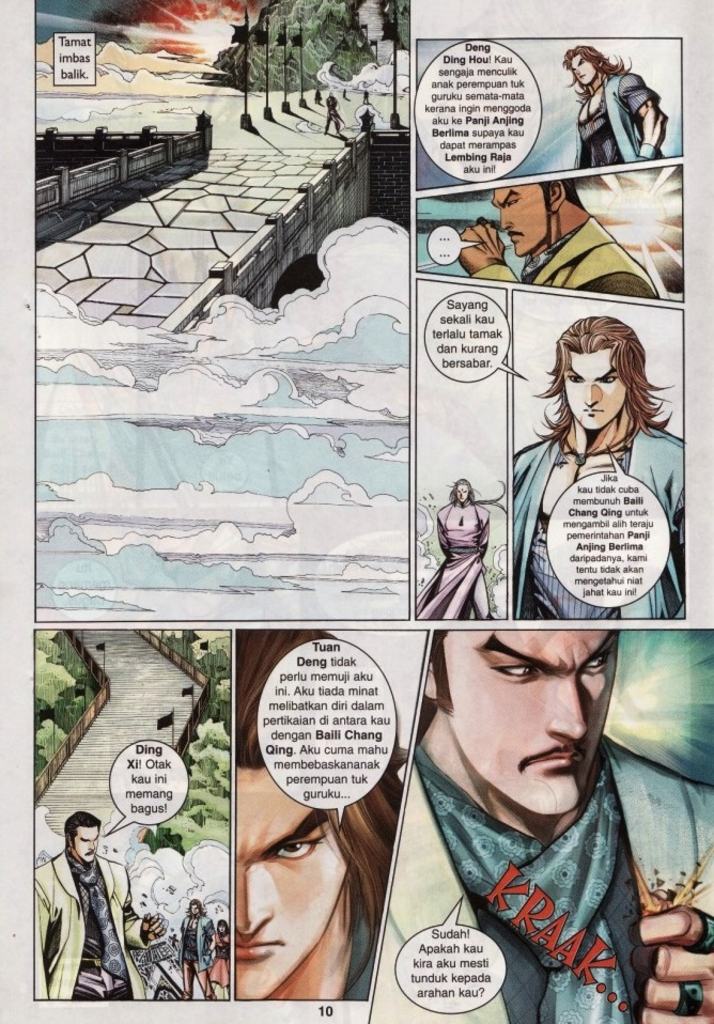 Tamat
imbas
balik.
Deng
Ding Hou! Kau
sengaja menculik
anak perempuan tuk
guruku semata-mata
kerana ingin menggoda
aku ke Panji Anjing
Berlima supaya kau
dapat merampas
Lembing Raja
aku ini!
...
...
Sayang
sekali kau
terlalu tamak
dan kurang
bersabar.
Jika
kau tidak cuba
membunuh Baili
Chang Qing untuk
mengambil alih teraju
pemerintahan Panji
Anjing Berlima
daripadanya, kami
tentu tidak akan
mengetahui niat
jahat kau ini!
Ding
Xi! Otak
kau ini
memang
bagus!
Tuan
Deng tidak
perlu memuji aku
ini. Aku tiada minat
melibatkan diri dalam
pertikaian di antara kau
dengan Baili Chang
Qing. Aku cuma mahu
membebaskananak
perempuan tuk
guruku...
KRAAK...
Sudah!
Apakah kau
kira aku mesti
tunduk kepada
arahan kau?
10